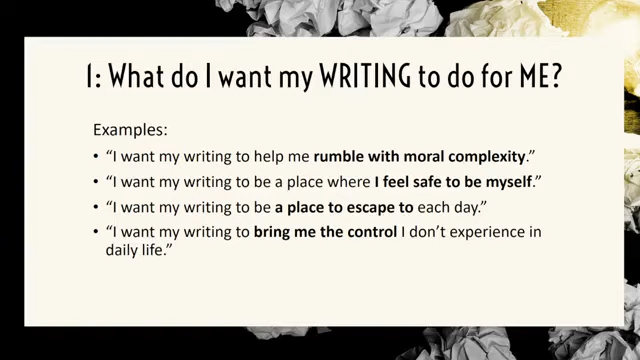 1: What do I want my WRITING to do for ME?
Examples:
• “I want my writing to help me rumble with moral complexity.”
• “I want my writing to be a place where I feel safe to be myself.”
• “I want my writing to be a place to escape to each day.”
• “I want my writing to bring me the control I don’t experience in
daily life.”